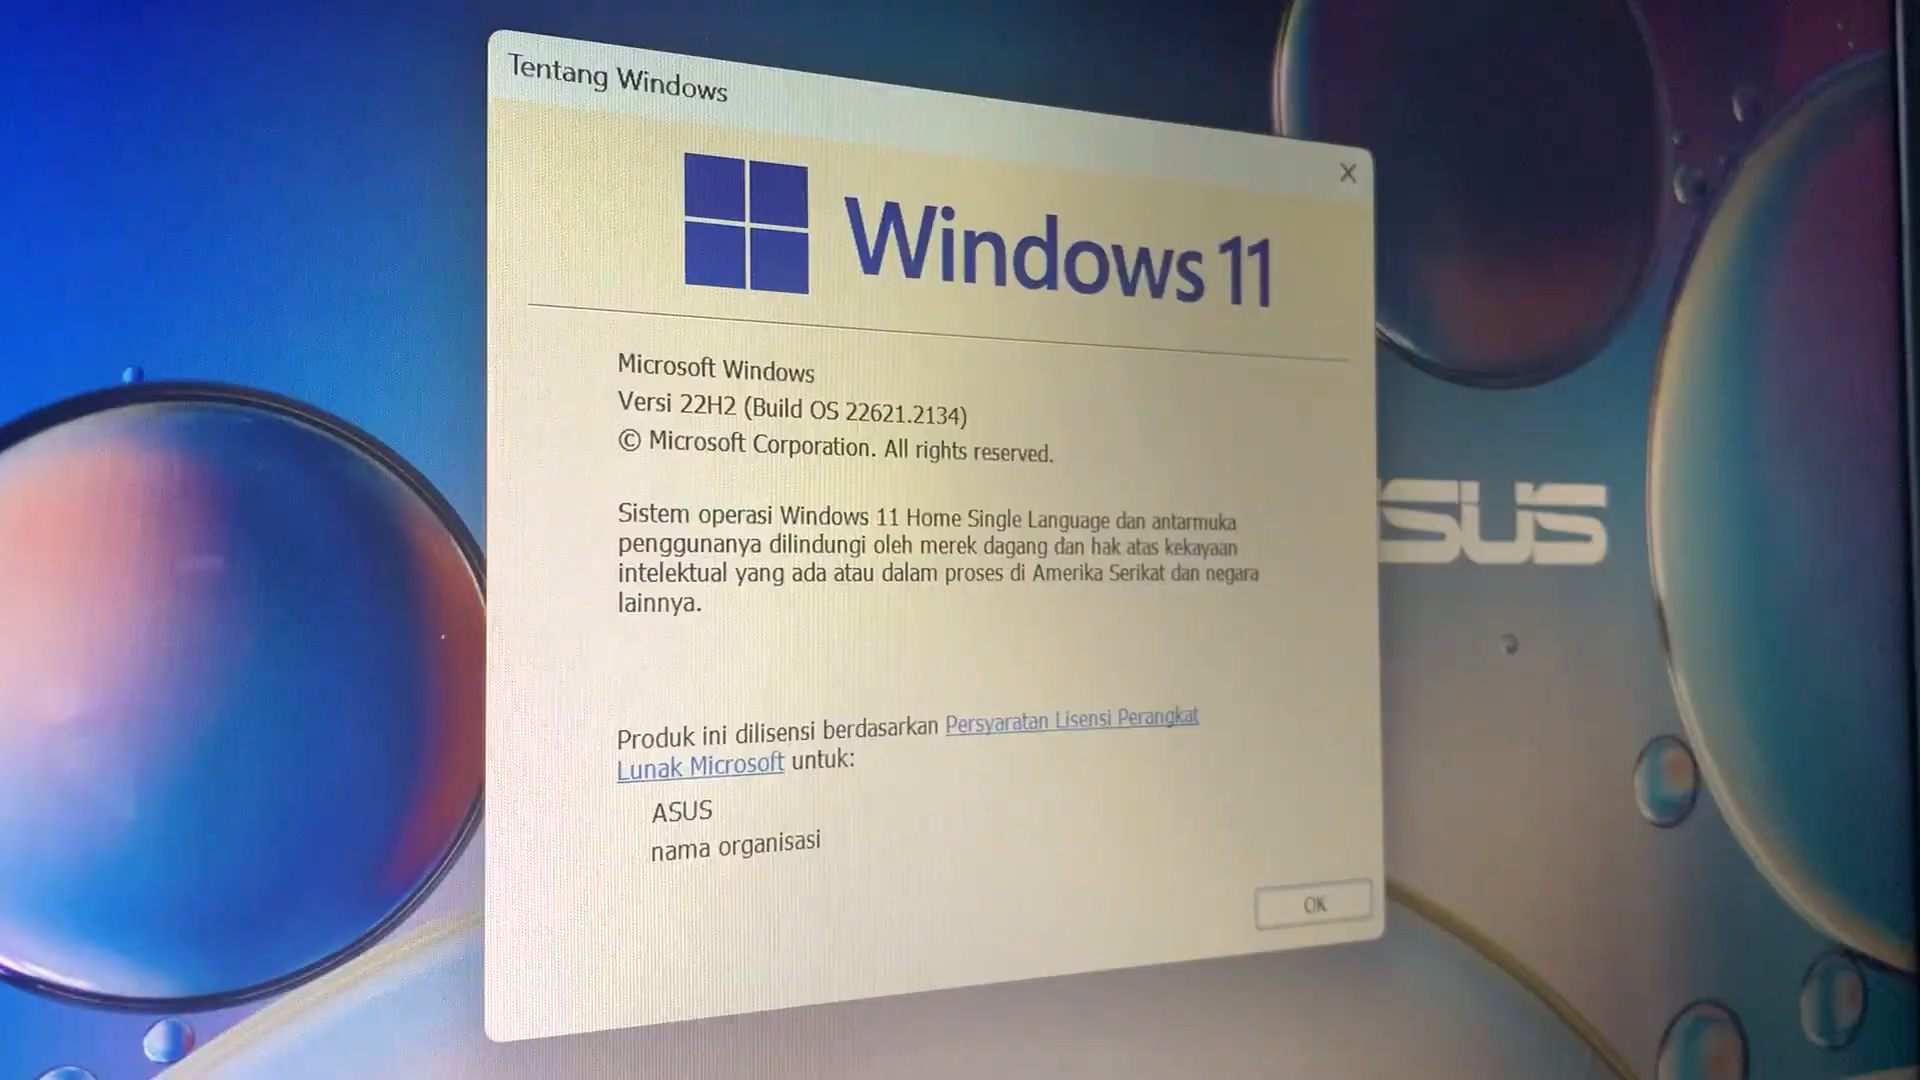 Tentang Windows
Windows 11
Microsoft Windows
Versi 22H2 (Build OS 22621.2134)
© Microsoft Corporation. All rights reserved.
Sistem operasi Windows 11 Home Single Language dan antarmuka
penggunanya dilindungi oleh merek dagang dan hak atas kekayaan
intelektual yang ada atau dalam proses di Amerika Serikat dan negara
lainnya.
Produk ini dilisensi berdasarkan Persyaratan Lisensi Perangkat
Lunak Microsoft untuk:
ASUS
nama organisasi
OK
SUS